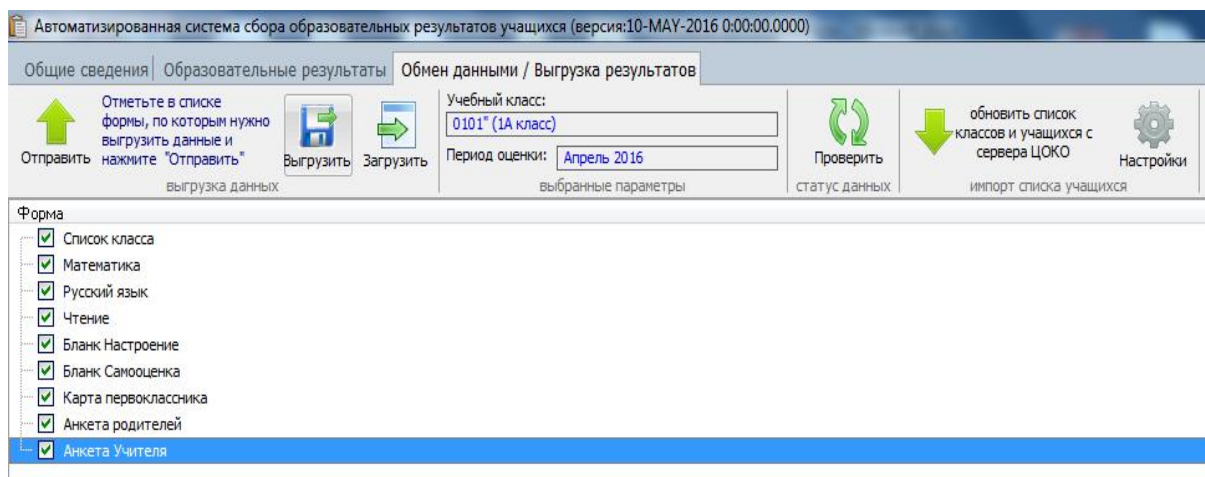 Автоматизированная система сбора образовательных результатов учащихся (версия:10-MAY-2016 0:00:00.0000)
Общие сведения
Образовательные результаты
Обмен данными / Выгрузка результатов
Отправить
Отметьте в списке
формы, по которым нужно
выгрузить данные и
нажмите "Отправить"
Выгрузить
Загрузить
выгрузка данных
Учебный класс:
0101" (1А класс)
Период оценки:
Апрель 2016
выбранные параметры
Проверить
статус данных
обновить список
классов и учащихся с
сервера ЦОКО
Настройки
импорт списка учащихся
Форма
Список класса
Математика
Русский язык
Чтение
Бланк Настроение
Бланк Самооценка
Карта первоклассника
Анкета родителей
Анкета Учителя